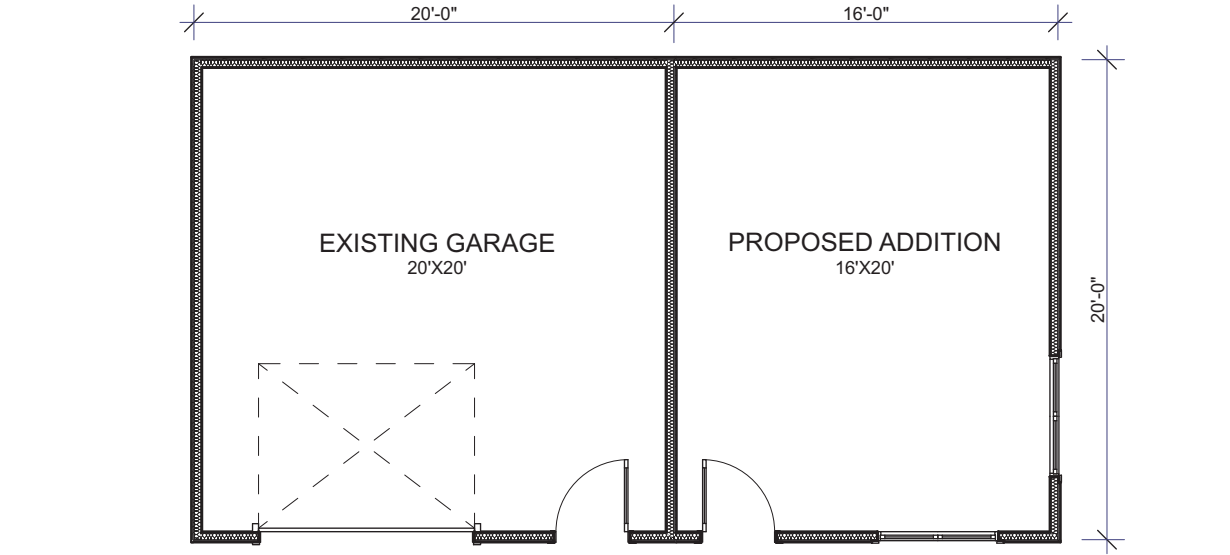 20'-0"
16'-0"
EXISTING GARAGE
20'X20'
PROPOSED ADDITION
16'X20'
20'-0"